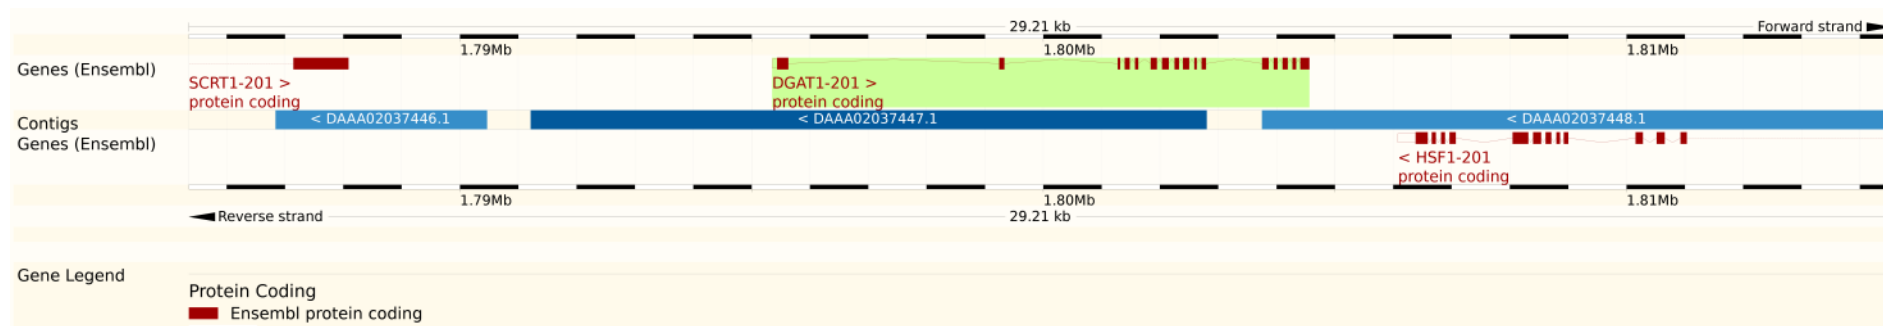 29.21 kb
Forward strand
1.79Mb 1.80Mb 1.81Mb
Genes (Ensembl)
SCRT1-201 >
protein coding
DGAT1-201 >
protein coding
Contigs
< DAAA02037446.1 < DAAA02037447.1 < DAAA02037448.1
Genes (Ensembl)
< HSF1-201
protein coding
1.79Mb 1.80Mb 1.81Mb
Reverse strand
29.21 kb
Gene Legend
Protein Coding
Ensembl protein coding